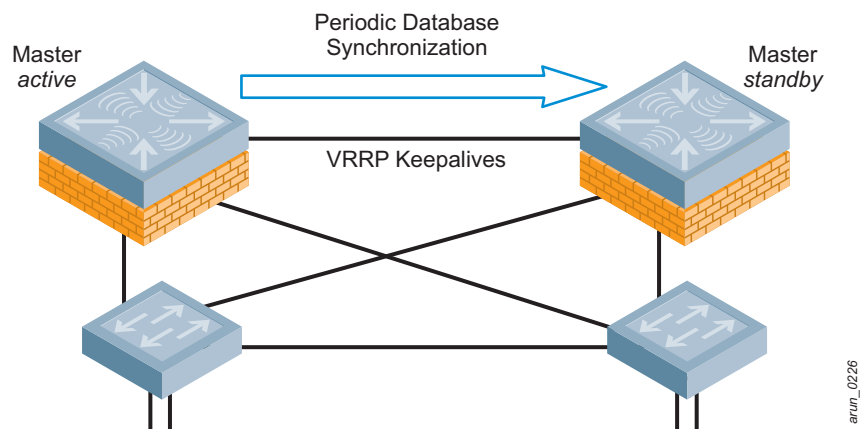 Periodic Database
Synchronization
Master
active
Master
standby
VRRP Keepalives
arun_0226